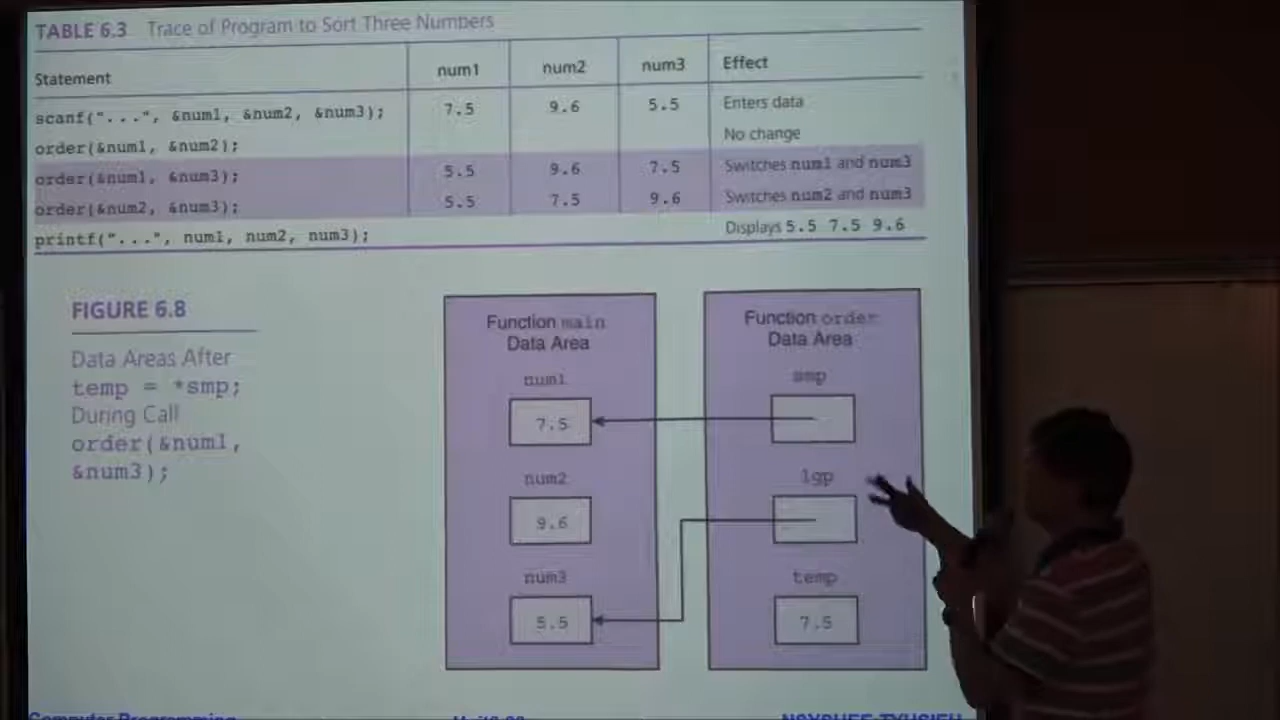 TABLE 6.3 Trace of Program to Sort Three Numbers
Statement num1 num2 num3 Effect
scanf("...", &num1, &num2, &num3); 7.5 9.6 5.5 Enters data
order(&num1, &num2); No change
order(&num1, &num3); 5.5 9.6 7.5 Switches num1 and num3
order(&num2, &num3); 5.5 7.5 9.6 Switches num2 and num3
printf("...", num1, num2, num3); Displays 5.5 7.5 9.6
FIGURE 6.8
Data Areas After
temp = *smp;
During Call
order(&num1,
&num3);
Function main
Data Area
num1
7.5
num2
9.6
num3
5.5
Function order
Data Area
smp
lgp
temp
7.5
Computer Programming